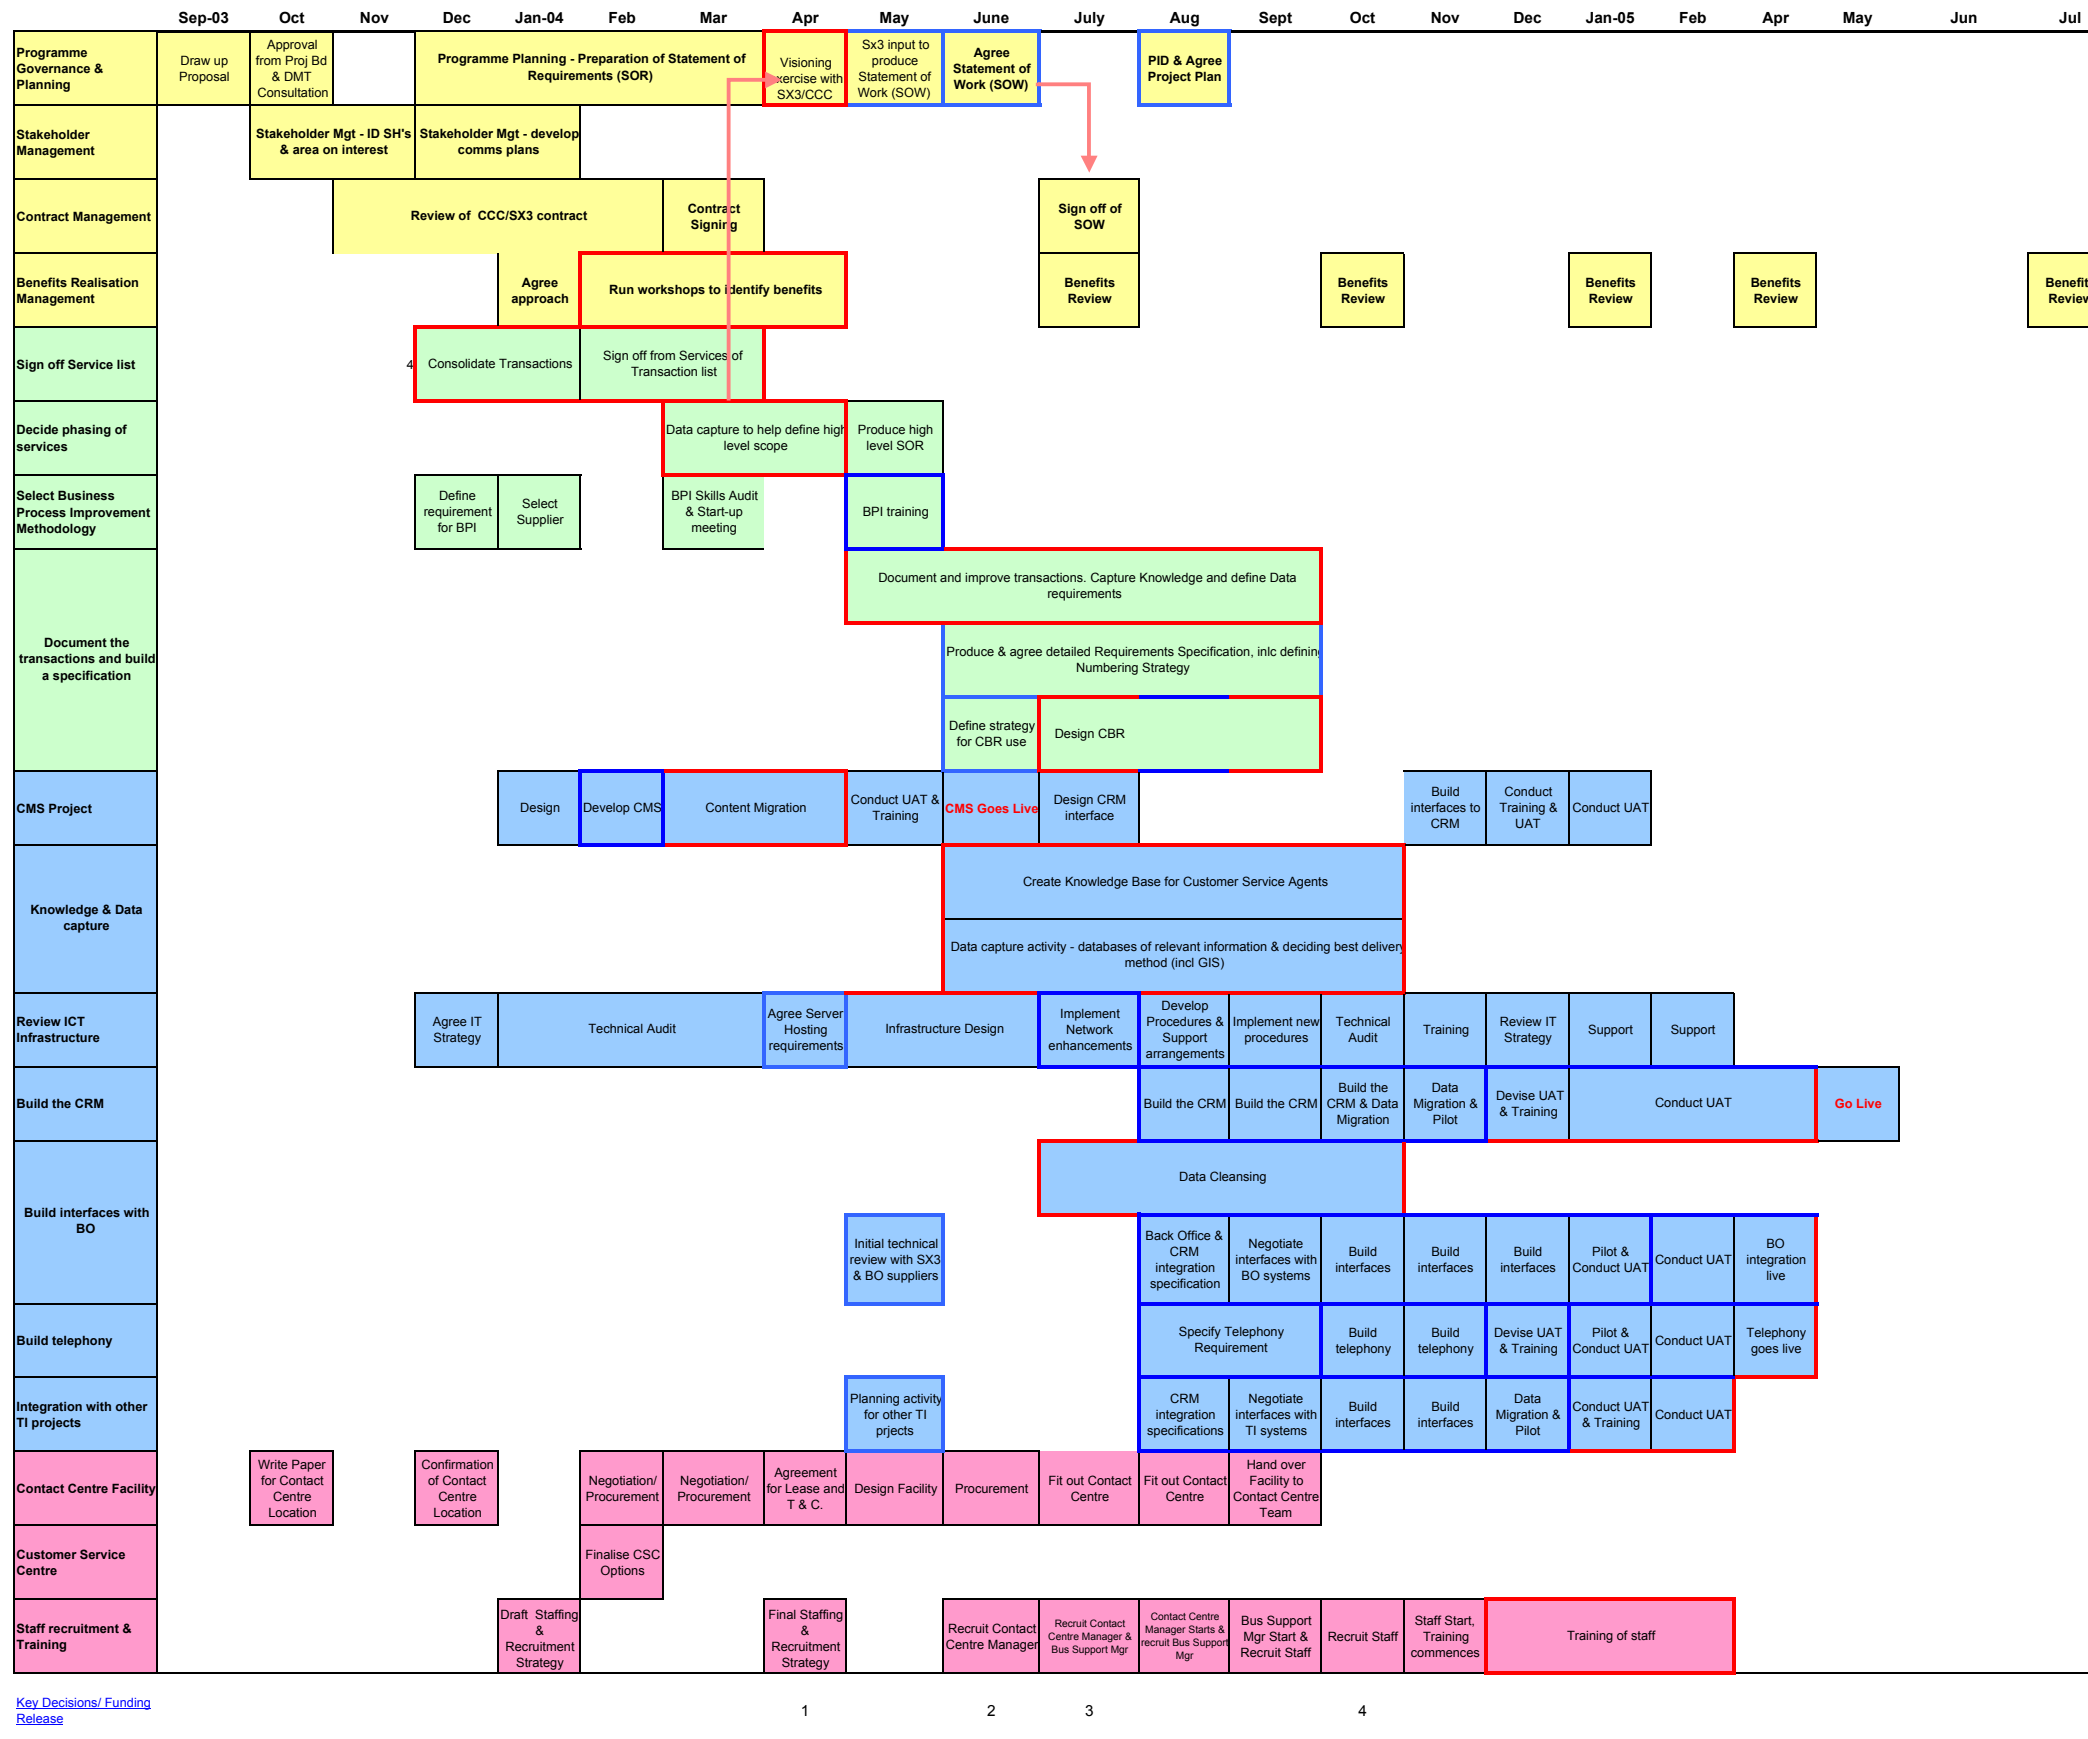 Sep-03 Oct Nov Dec Jan-04 Feb Mar Apr May June July Aug Sept Oct Nov Dec Jan-05 Feb Apr May Jun Jul
Programme
Governance &
Planning
Draw up
Proposal
Approval
from Proj Bd
& DMT
Consultation
Programme Planning - Preparation of Statement of
Requirements (SOR)
Visioning
exercise with
SX3/CCC
Sx3 input to
produce
Statement of
Work (SOW)
Agree
Statement of
Work (SOW)
PID & Agree
Project Plan
Stakeholder
Management
Stakeholder Mgt - ID SH's
& area on interest
Stakeholder Mgt - develop
comms plans
Contract Management
Review of CCC/SX3 contract
Contract
Signing
Sign off of
SOW
Benefits Realisation
Management
Agree
approach
Run workshops to identify benefits
Benefits
Review
Benefits
Review
Benefits
Review
Benefits
Review
Benefit
Review
Sign off Service list
4
Consolidate Transactions
Sign off from Services of
Transaction list
Decide phasing of
services
Data capture to help define high
level scope
Produce high
level SOR
Select Business
Process Improvement
Methodology
Define
requirement
for BPI
Select
Supplier
BPI Skills Audit
& Start-up
meeting
BPI training
Document the
transactions and build
a specification
Document and improve transactions. Capture Knowledge and define Data
requirements
Produce & agree detailed Requirements Specification, inlc defining
Numbering Strategy
Define strategy
for CBR use
Design CBR
CMS Project
Design
Develop CMS
Content Migration
Conduct UAT &
Training
CMS Goes Live
Design CRM
interface
Build
interfaces to
CRM
Conduct
Training &
UAT
Conduct UAT
Knowledge & Data
capture
Create Knowledge Base for Customer Service Agents
Data capture activity - databases of relevant information & deciding best delivery
method (incl GIS)
Review ICT
Infrastructure
Agree IT
Strategy
Technical Audit
Agree Server
Hosting
requirements
Infrastructure Design
Implement
Network
enhancements
Develop
Procedures &
Support
arrangements
Implement new
procedures
Technical
Audit
Training
Review IT
Strategy
Support
Support
Build the CRM
Build the CRM
Build the CRM
Build the
CRM & Data
Migration
Data
Migration &
Pilot
Devise UAT
& Training
Conduct UAT
Go Live
Build interfaces with
BO
Data Cleansing
Initial technical
review with SX3
& BO suppliers
Back Office &
CRM
integration
specification
Negotiate
interfaces with
BO systems
Build
interfaces
Build
interfaces
Build
interfaces
Pilot &
Conduct UAT
Conduct UAT
BO
integration
live
Build telephony
Specify Telephony
Requirement
Build
telephony
Build
telephony
Devise UAT
& Training
Pilot &
Conduct UAT
Conduct UAT
Telephony
goes live
Integration with other
TI projects
Planning activity
for other TI
prjects
CRM
integration
specifications
Negotiate
interfaces with
TI systems
Build
interfaces
Build
interfaces
Data
Migration &
Pilot
Conduct UAT
& Training
Conduct UAT
Contact Centre Facility
Write Paper
for Contact
Centre
Location
Confirmation
of Contact
Centre
Location
Negotiation/
Procurement
Negotiation/
Procurement
Agreement
for Lease and
T & C.
Design Facility
Procurement
Fit out Contact
Centre
Fit out Contact
Centre
Hand over
Facility to
Contact Centre
Team
Customer Service
Centre
Finalise CSC
Options
Staff recruitment &
Training
Draft Staffing
&
Recruitment
Strategy
Final Staffing
&
Recruitment
Strategy
Recruit Contact
Centre Manager
Recruit Contact
Centre Manager &
Bus Support Mgr
Contact Centre
Manager Starts &
recruit Bus Support
Mgr
Bus Support
Mgr Start &
Recruit Staff
Recruit Staff
Staff Start,
Training
commences
Training of staff
Key Decisions/ Funding
Release
1 2 3 4